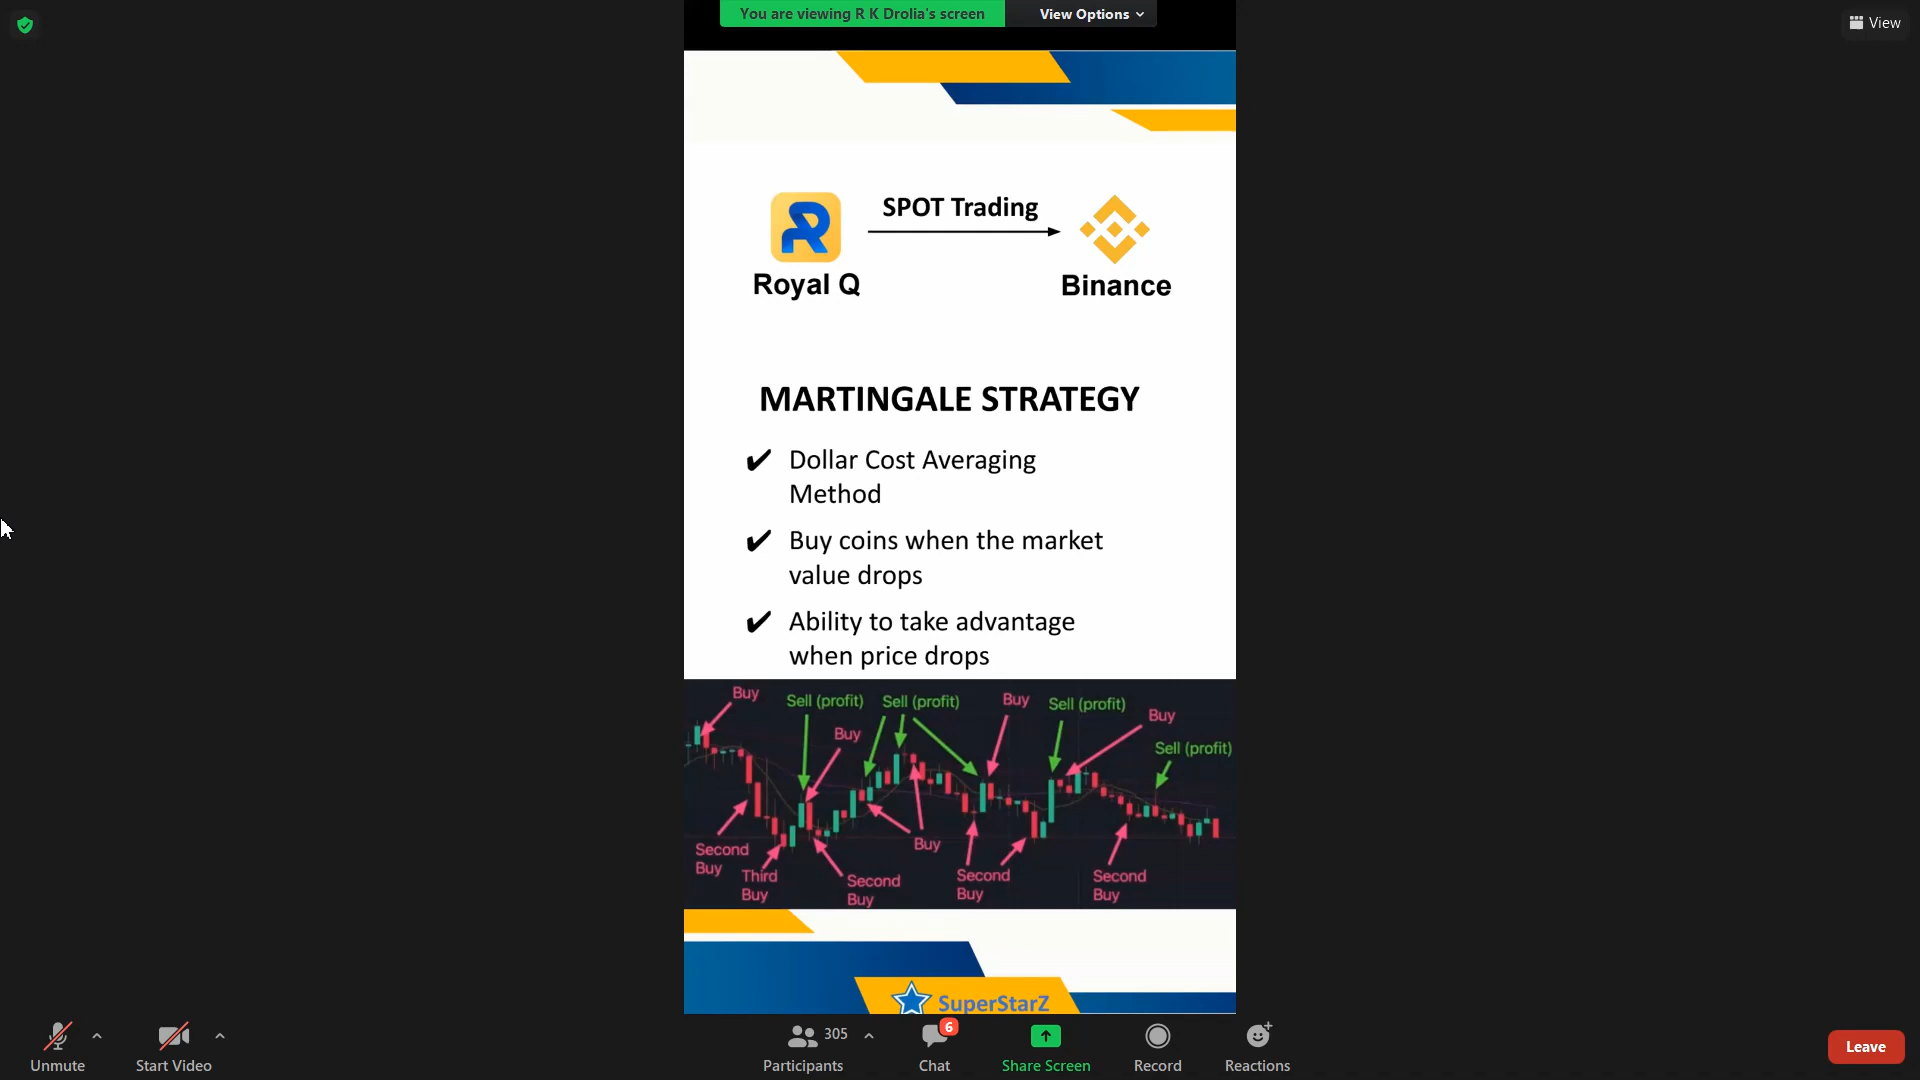 You are viewing R K Drolia's screen
View Options
View
SPOT Trading
Royal Q
Binance
MARTINGALE STRATEGY
✔ Dollar Cost Averaging
Method
✔ Buy coins when the market
value drops
✔ Ability to take advantage
when price drops
Buy
Sell (profit)
Sell (profit)
Buy
Sell (profit)
Buy
Buy
Sell (profit)
Second
Buy
Third
Buy
Second
Buy
Buy
Second
Buy
Second
Buy
SuperStarZ
Unmute
Start Video
305
Participants
6
Chat
Share Screen
Record
Reactions
Leave